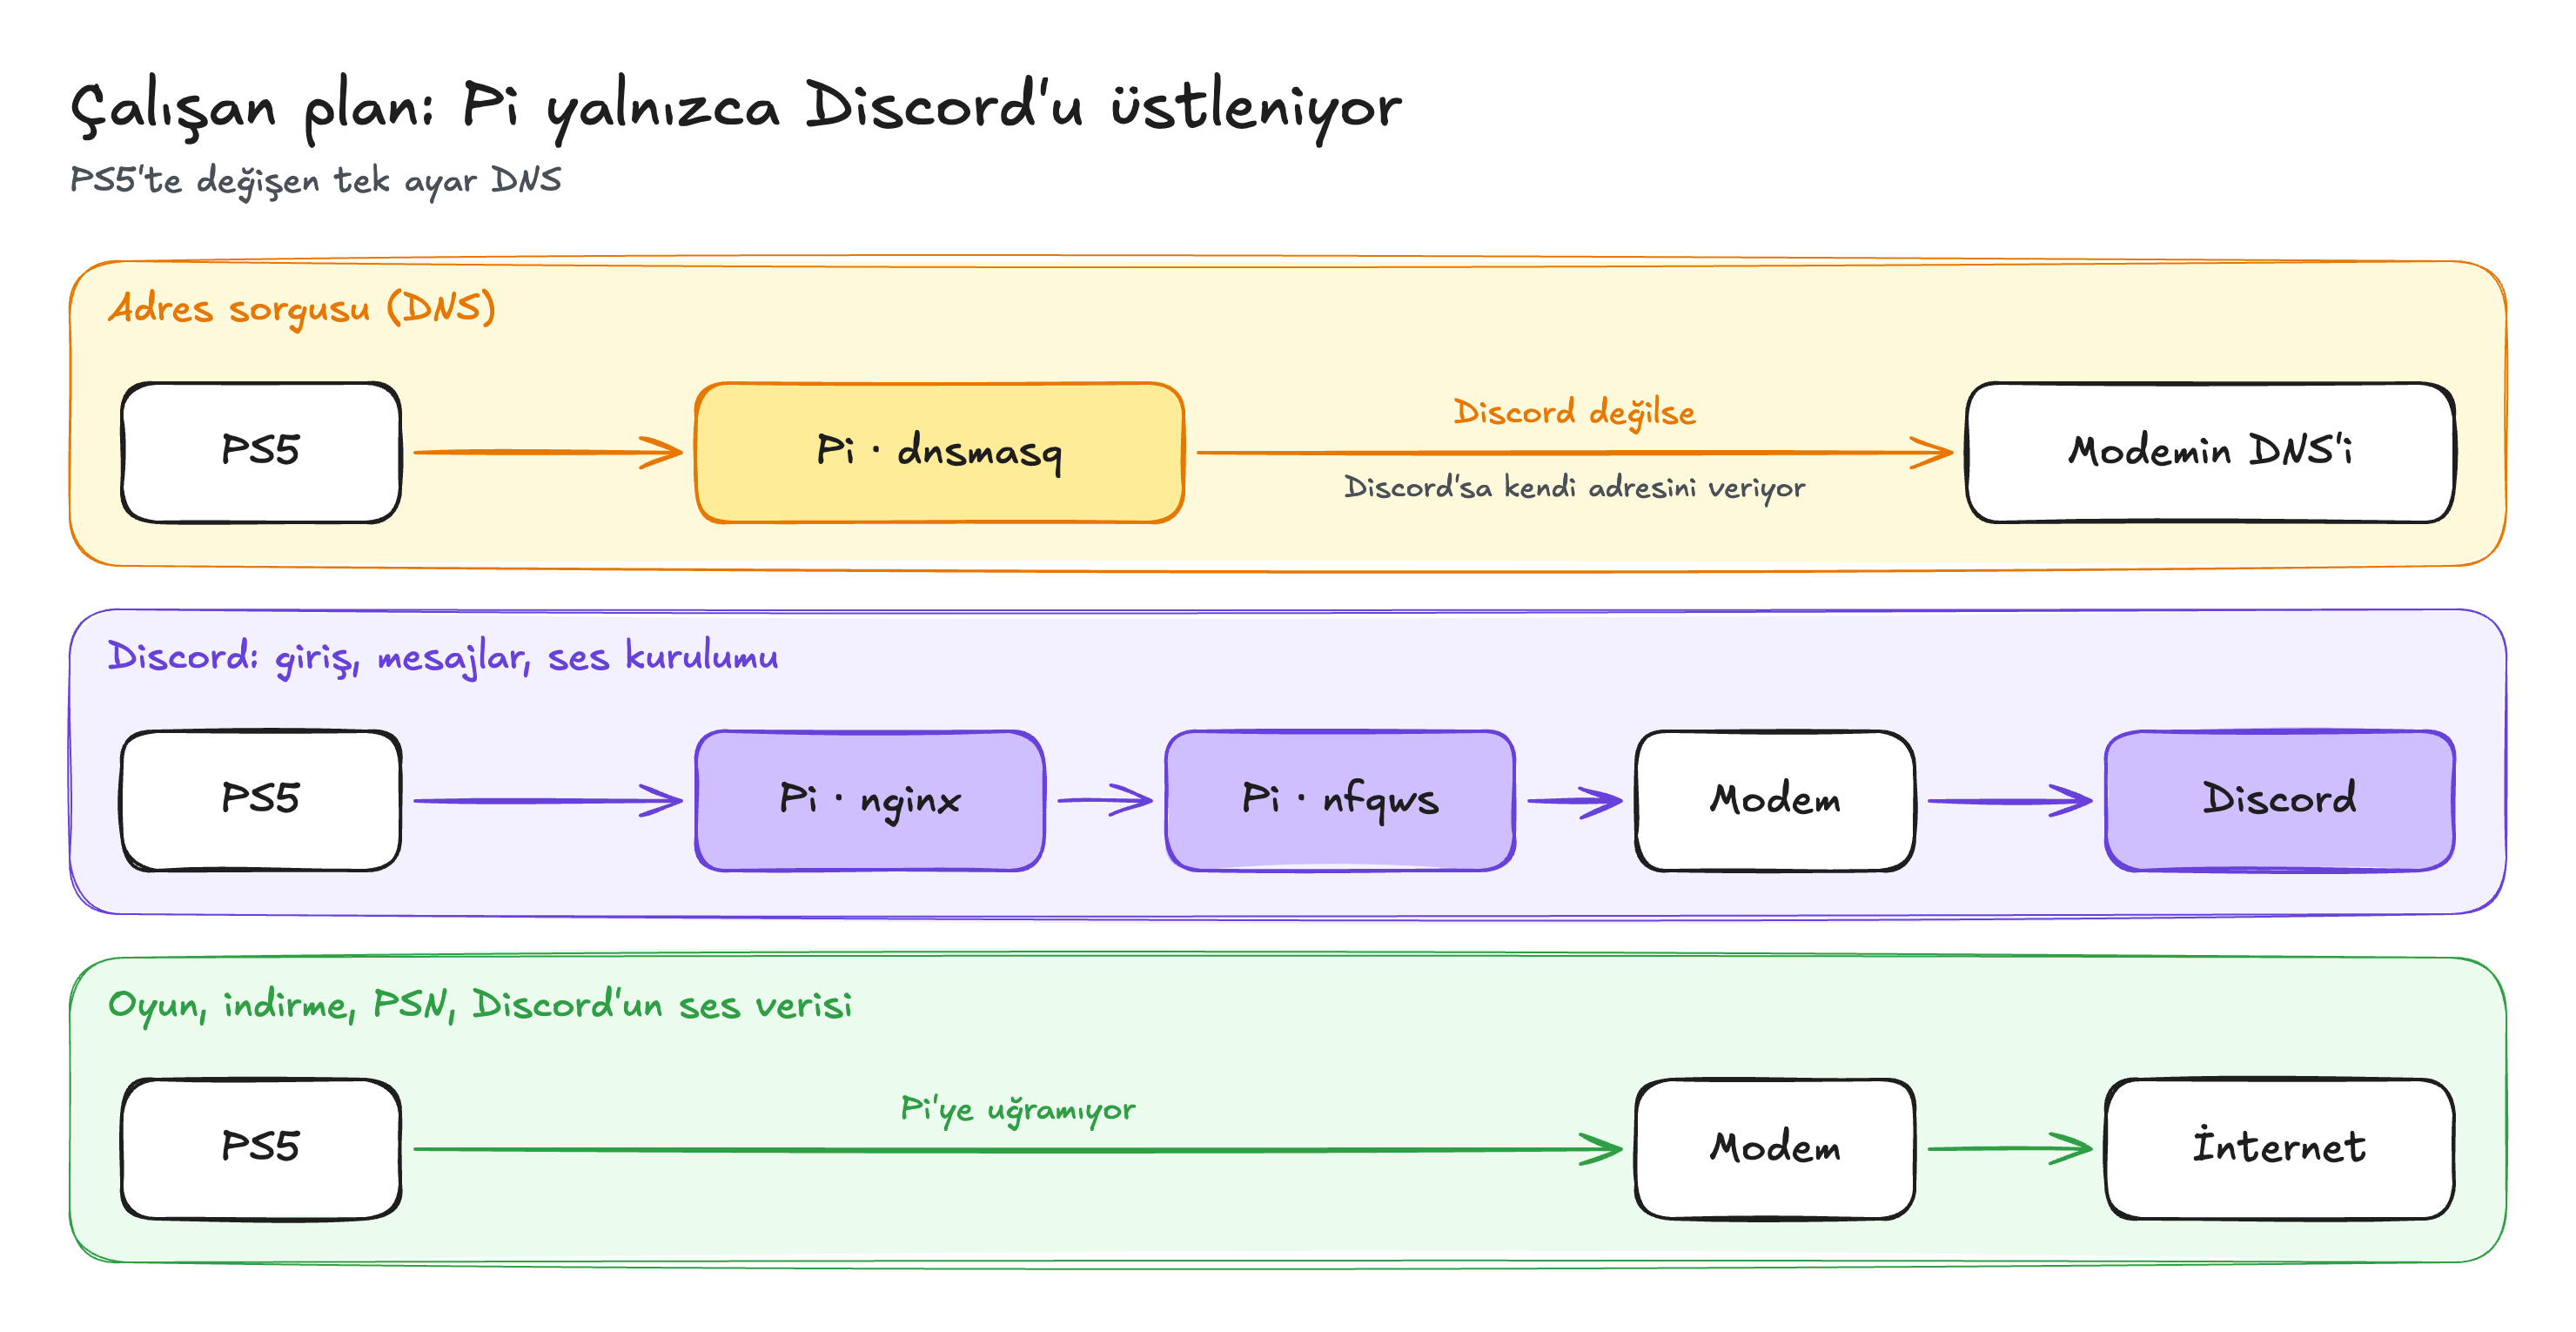 Çalışan plan: Pi yalnızca Discord'u üstleniyor
PS5'te değişen tek ayar DNS
Adres sorgusu (DNS)
PS5
Pi · dnsmasq
Discord değilse
Discord'sa kendi adresini veriyor
Modemin DNS'i
Discord: giriş, mesajlar, ses kurulumu
PS5
Pi · nginx
Pi · nfqws
Modem
Discord
Oyun, indirme, PSN, Discord'un ses verisi
PS5
Pi'ye uğramıyor
Modem
İnternet